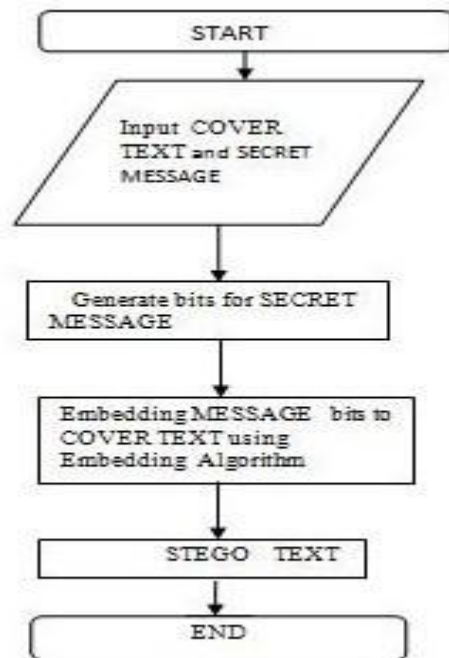 START
Input COVER
TEXT and SECRET
MESSAGE
Generate bits for SECRET
MESSAGE
Embedding MESSAGE bits to
COVER TEXT using
Embedding Algorithm
STEGO TEXT
END